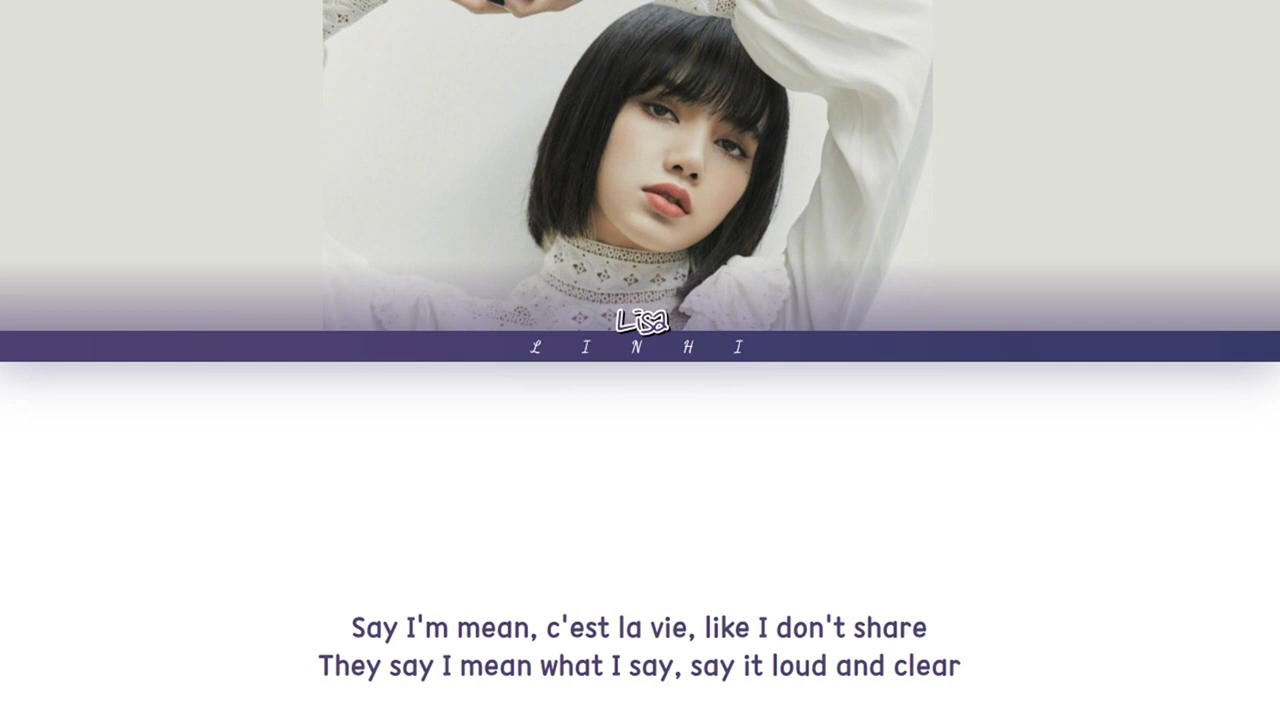 Lisa
LINHI
Say I'm mean, c'est la vie, like I don't share
They say I mean what I say, say it loud and clear